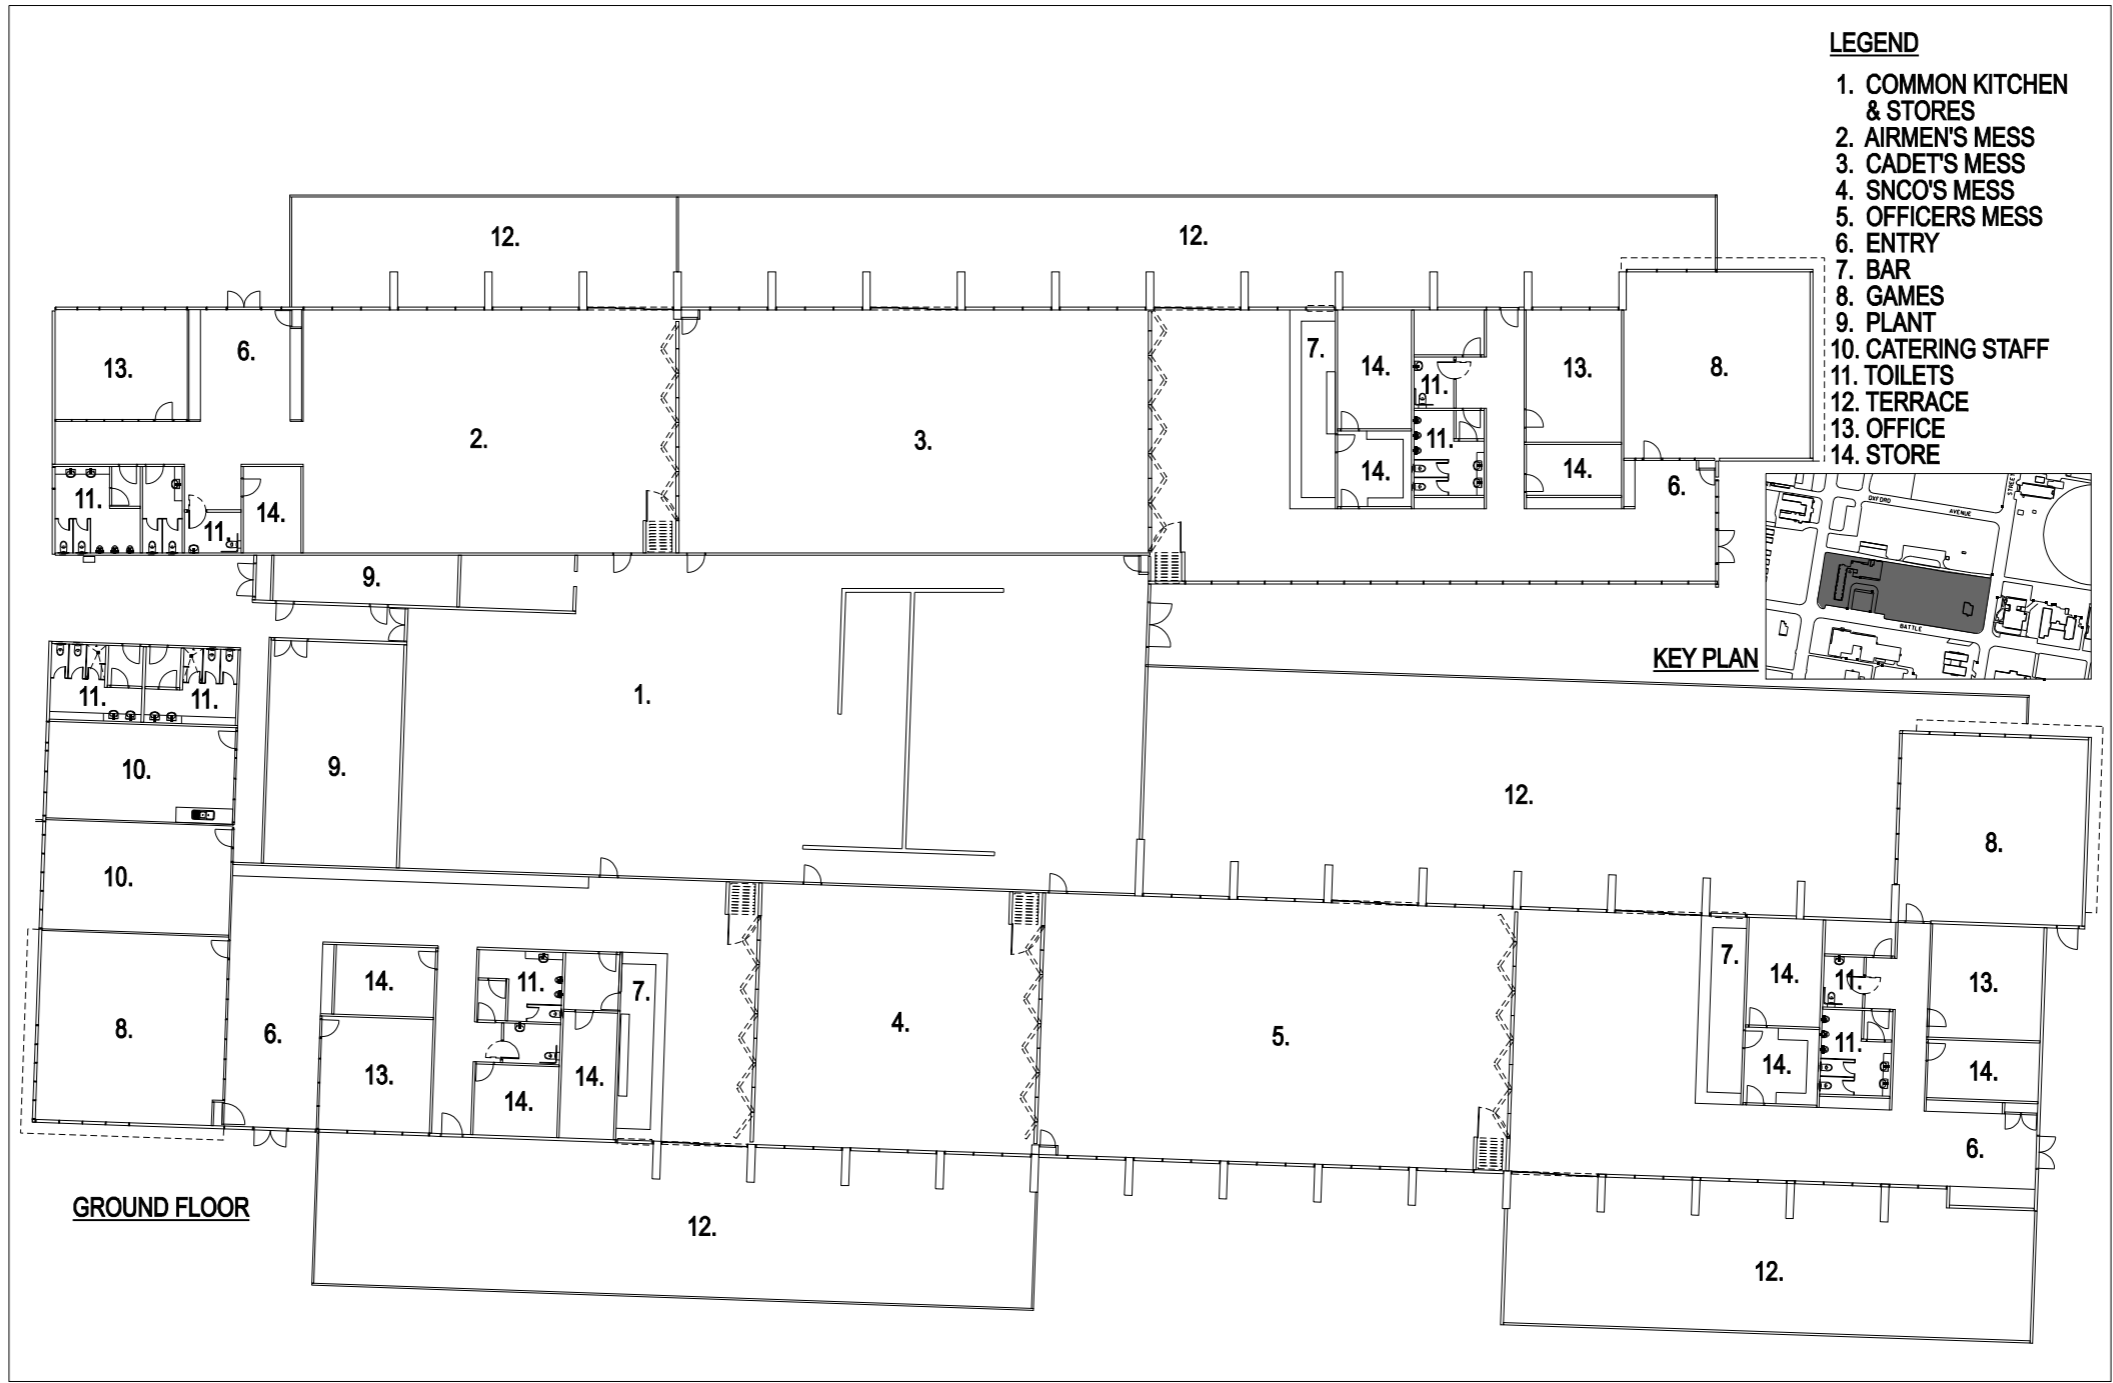 LEGEND
1. COMMON KITCHEN
& STORES
2. AIRMEN'S MESS
3. CADET'S MESS
4. SNCO'S MESS
5. OFFICERS MESS
6. ENTRY
7. BAR
8. GAMES
9. PLANT
10. CATERING STAFF
11. TOILETS
12. TERRACE
13. OFFICE
14. STORE
12. 12.
13. 6. 2. 3. 7. 14. 11. 13. 8.
11. 14. 11. 14. 11. 14. 6.
9.
STREET
OXFORD AVENUE
BATTLE
KEY PLAN
11. 11. 1.
10. 9. 12.
8.
10.
14. 11. 7. 7. 14. 11. 13.
8. 6. 4. 5. 11.
13. 14. 14. 14. 14.
6.
GROUND FLOOR
12. 12.